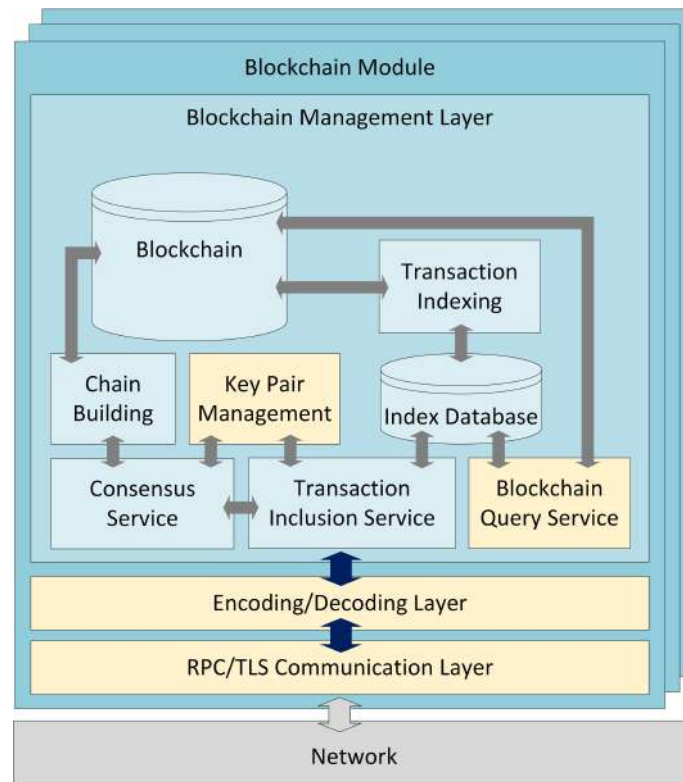 Blockchain Module
Blockchain Management Layer
Blockchain
Transaction
Indexing
Chain
Building
Key Pair
Management
Index Database
Consensus
Service
Transaction
Inclusion Service
Blockchain
Query Service
Encoding/Decoding Layer
RPC/TLS Communication Layer
Network